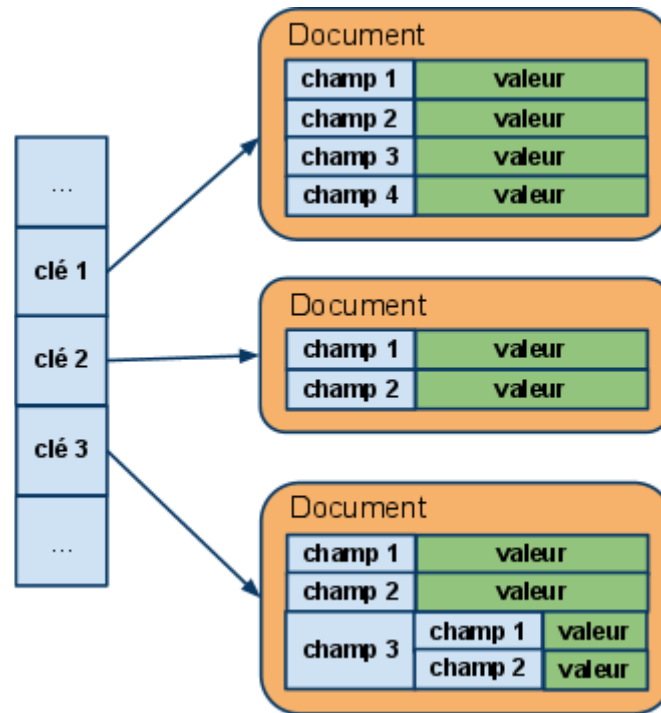 ...
clé 1
clé 2
clé 3
...
Document
champ 1 valeur
champ 2 valeur
champ 3 valeur
champ 4 valeur
Document
champ 1 valeur
champ 2 valeur
Document
champ 1 valeur
champ 2 valeur
champ 3
champ 1 valeur
champ 2 valeur